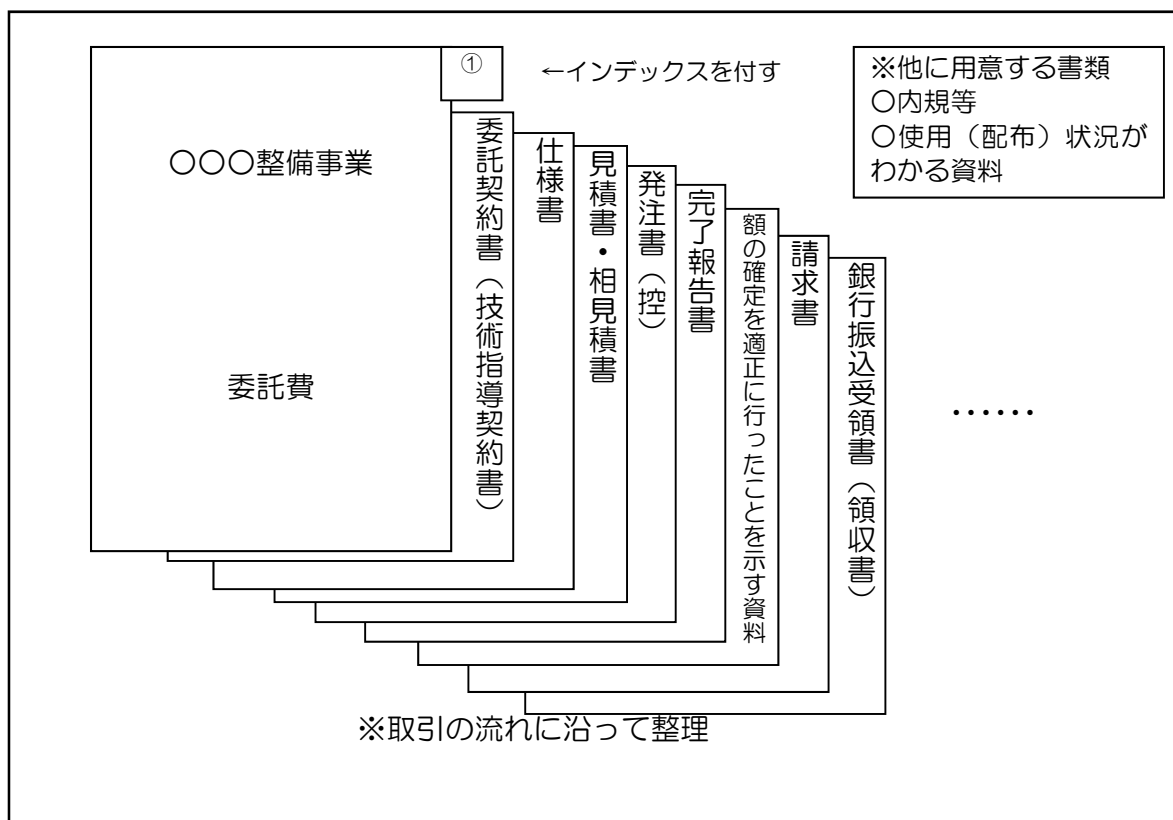 ①
←インデックスを付す
※他に用意する書類
〇内規等
〇使用（配布）状況が
わかる資料
〇〇〇整備事業
委託費
委託契約書（技術指導契約書）
仕様書
見積書・相見積書
発注書（控）
完了報告書
額の確定を適正に行ったことを示す資料
請求書
銀行振込受領書（領収書）
……
※取引の流れに沿って整理